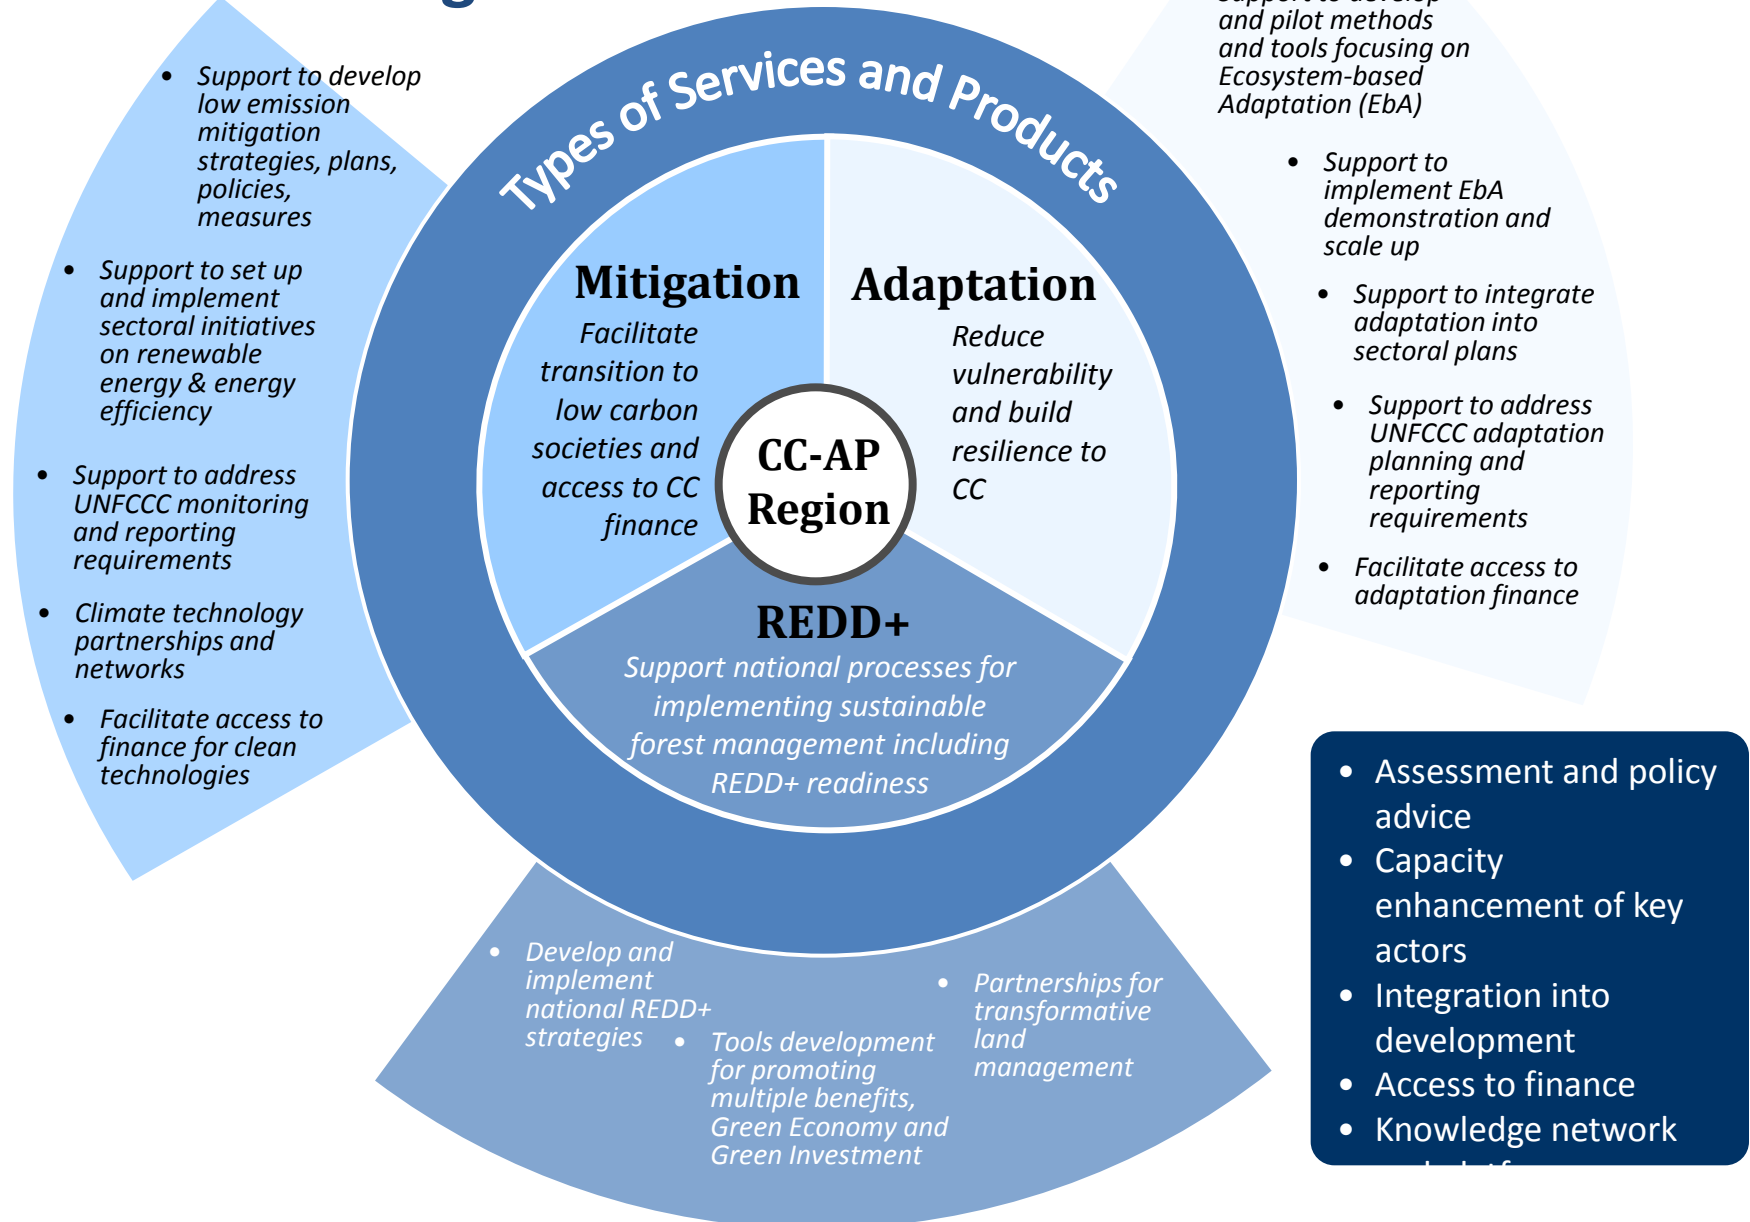 Types of Services and Products
• Support to develop
low emission
mitigation
strategies, plans,
policies,
measures
• Support to set up
and implement
sectoral initiatives
on renewable
energy & energy
efficiency
• Support to address
UNFCCC monitoring
and reporting
requirements
• Climate technology
partnerships and
networks
• Facilitate access to
finance for clean
technologies
Mitigation
Facilitate
transition to
low carbon
societies and
access to CC
finance
Adaptation
Reduce
vulnerability
and build
resilience to
CC
CC-AP
Region
REDD+
Support national processes for
implementing sustainable
forest management including
REDD+ readiness
Support to develop
and pilot methods
and tools focusing on
Ecosystem-based
Adaptation (EbA)
• Support to
implement EbA
demonstration and
scale up
• Support to integrate
adaptation into
sectoral plans
• Support to address
UNFCCC adaptation
planning and
reporting
requirements
• Facilitate access to
adaptation finance
• Develop and
implement
national REDD+
strategies
• Tools development
for promoting
multiple benefits,
Green Economy and
Green Investment
• Partnerships for
transformative
land
management
• Assessment and policy
advice
• Capacity
enhancement of key
actors
• Integration into
development
• Access to finance
• Knowledge network